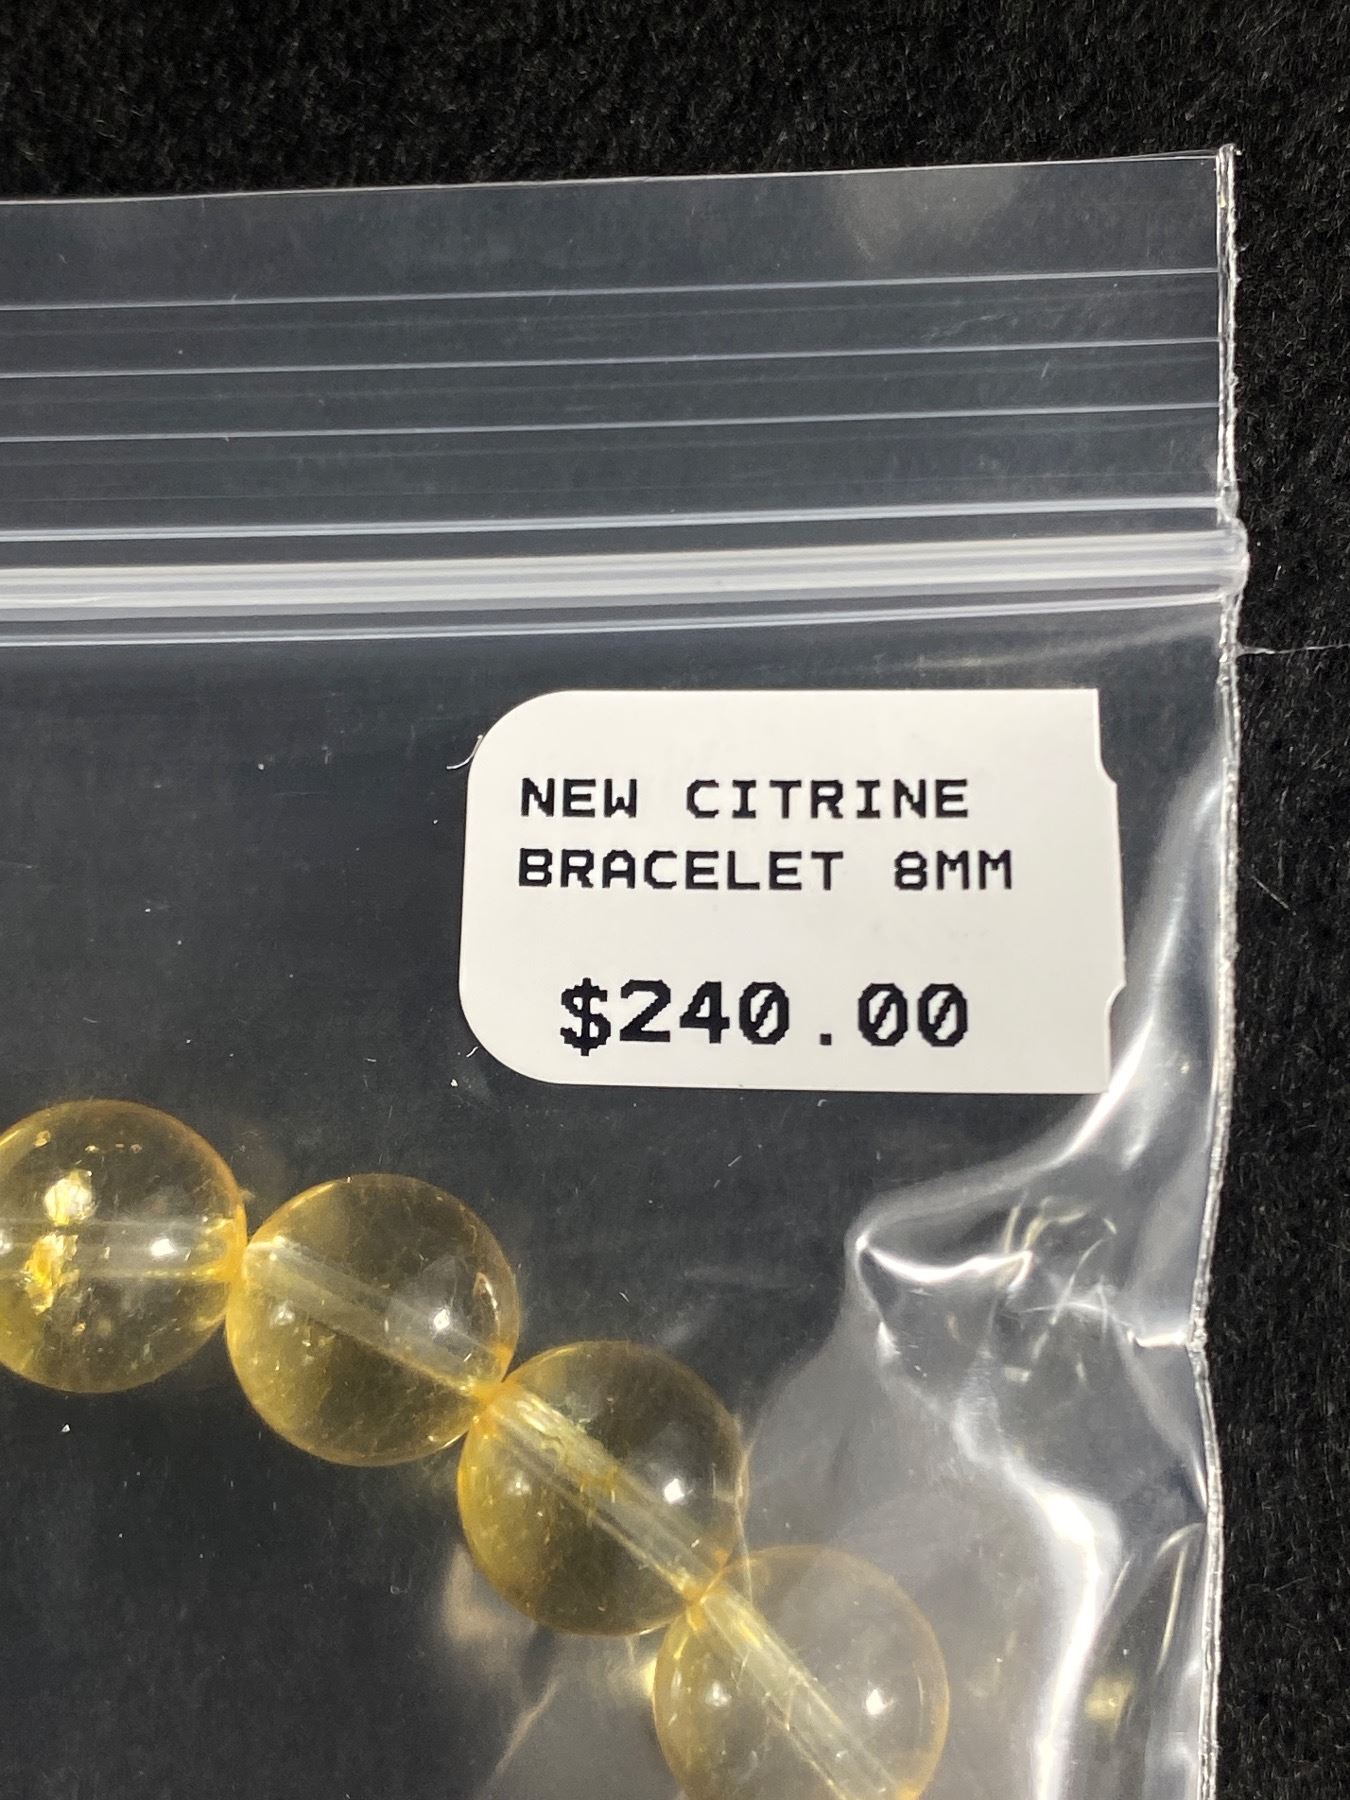 NEW CITRINE
BRACELET 8MM
$240.00